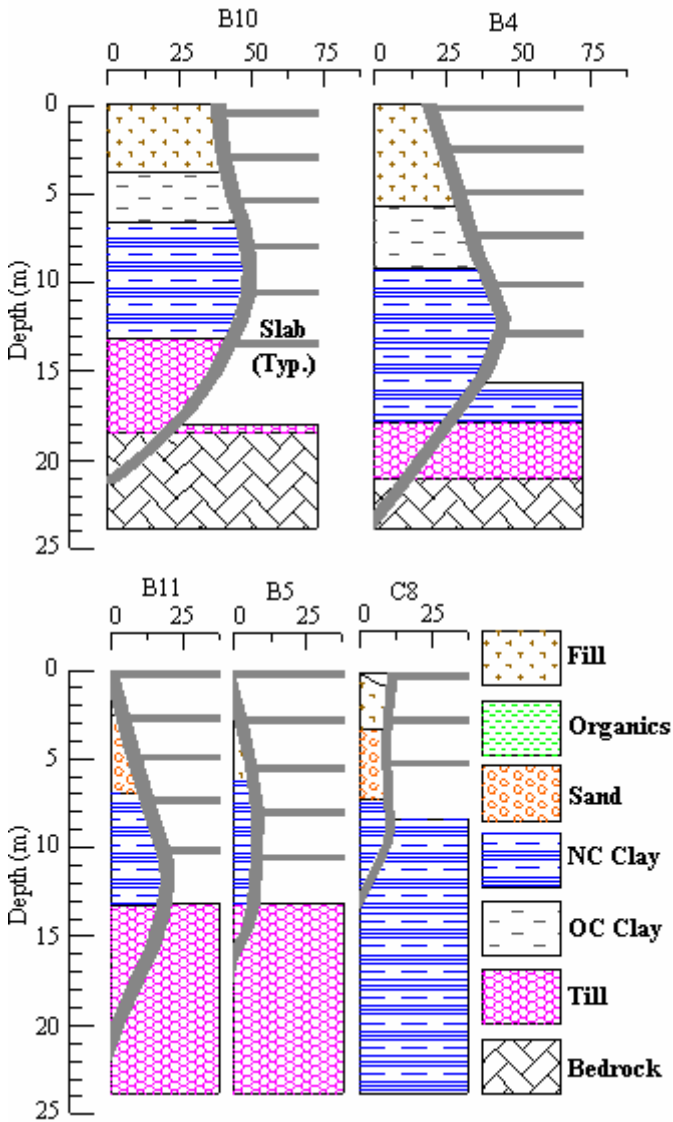 B10
B4
0 25 50 75
0 25 50 75
0
5
10
15
20
25
Depth (m)
Slab
(Typ.)
B11
B5
C8
0 25
0 25
0 25
0
5
10
15
20
25
Depth (m)
Fill
Organics
Sand
NC Clay
OC Clay
Till
Bedrock